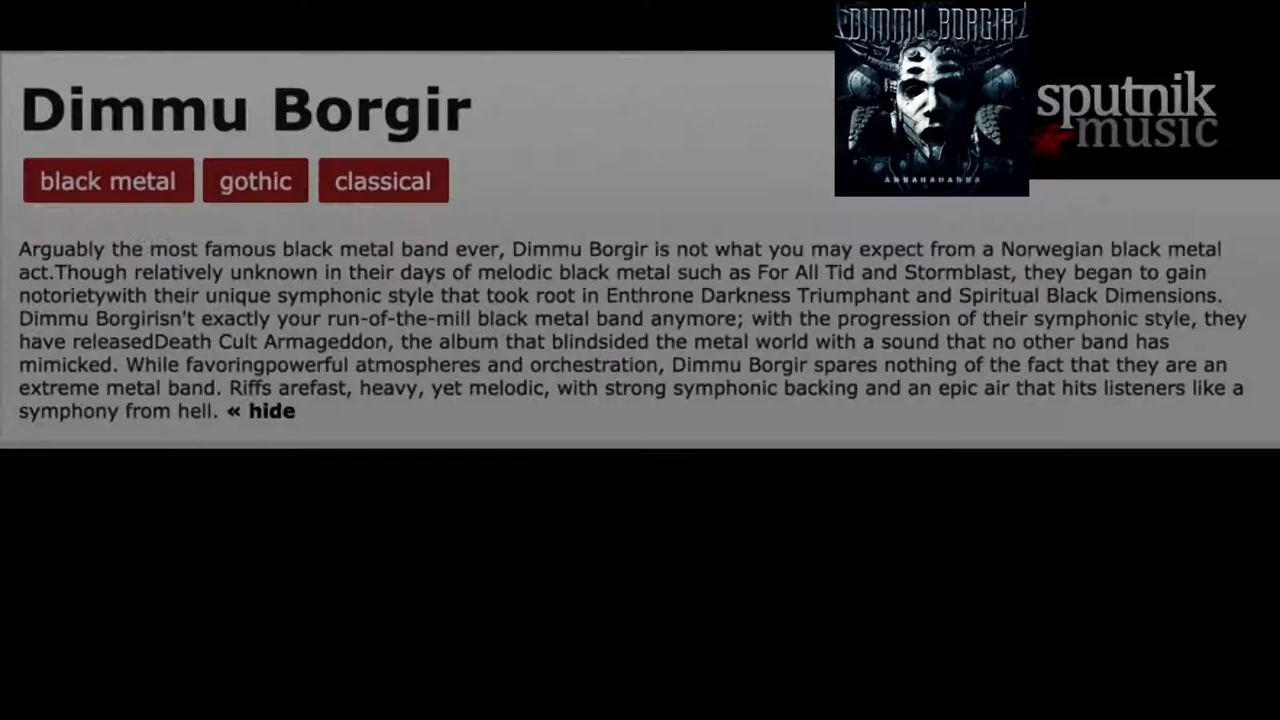 DIMMU BORGIR
ABRAHADABRA
sputnik
music
Dimmu Borgir
black metal gothic classical
Arguably the most famous black metal band ever, Dimmu Borgir is not what you may expect from a Norwegian black metal
act.Though relatively unknown in their days of melodic black metal such as For All Tid and Stormblast, they began to gain
notorietywith their unique symphonic style that took root in Enthrone Darkness Triumphant and Spiritual Black Dimensions.
Dimmu Borgirisn't exactly your run-of-the-mill black metal band anymore; with the progression of their symphonic style, they
have releasedDeath Cult Armageddon, the album that blindsided the metal world with a sound that no other band has
mimicked. While favoringpowerful atmospheres and orchestration, Dimmu Borgir spares nothing of the fact that they are an
extreme metal band. Riffs arefast, heavy, yet melodic, with strong symphonic backing and an epic air that hits listeners like a
symphony from hell. « hide